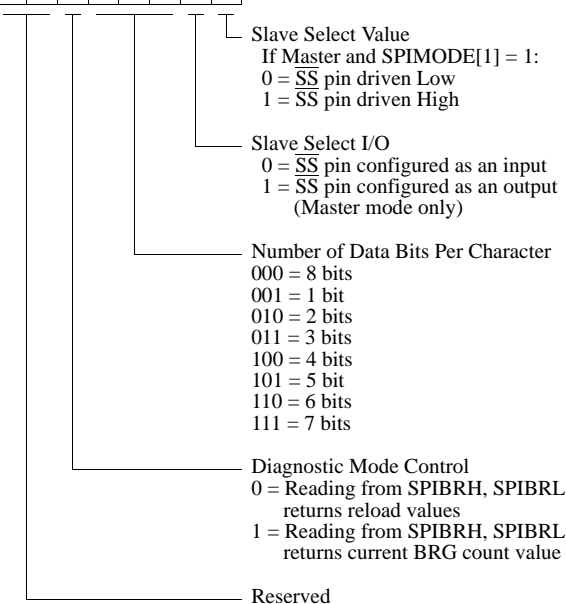 Slave Select Value
If Master and SPIMODE[1] = 1:
0 = SS pin driven Low
1 = SS pin driven High
Slave Select I/O
0 = SS pin configured as an input
1 = SS pin configured as an output
(Master mode only)
Number of Data Bits Per Character
000 = 8 bits
001 = 1 bit
010 = 2 bits
011 = 3 bits
100 = 4 bits
101 = 5 bit
110 = 6 bits
111 = 7 bits
Diagnostic Mode Control
0 = Reading from SPIBRH, SPIBRL
returns reload values
1 = Reading from SPIBRH, SPIBRL
returns current BRG count value
Reserved